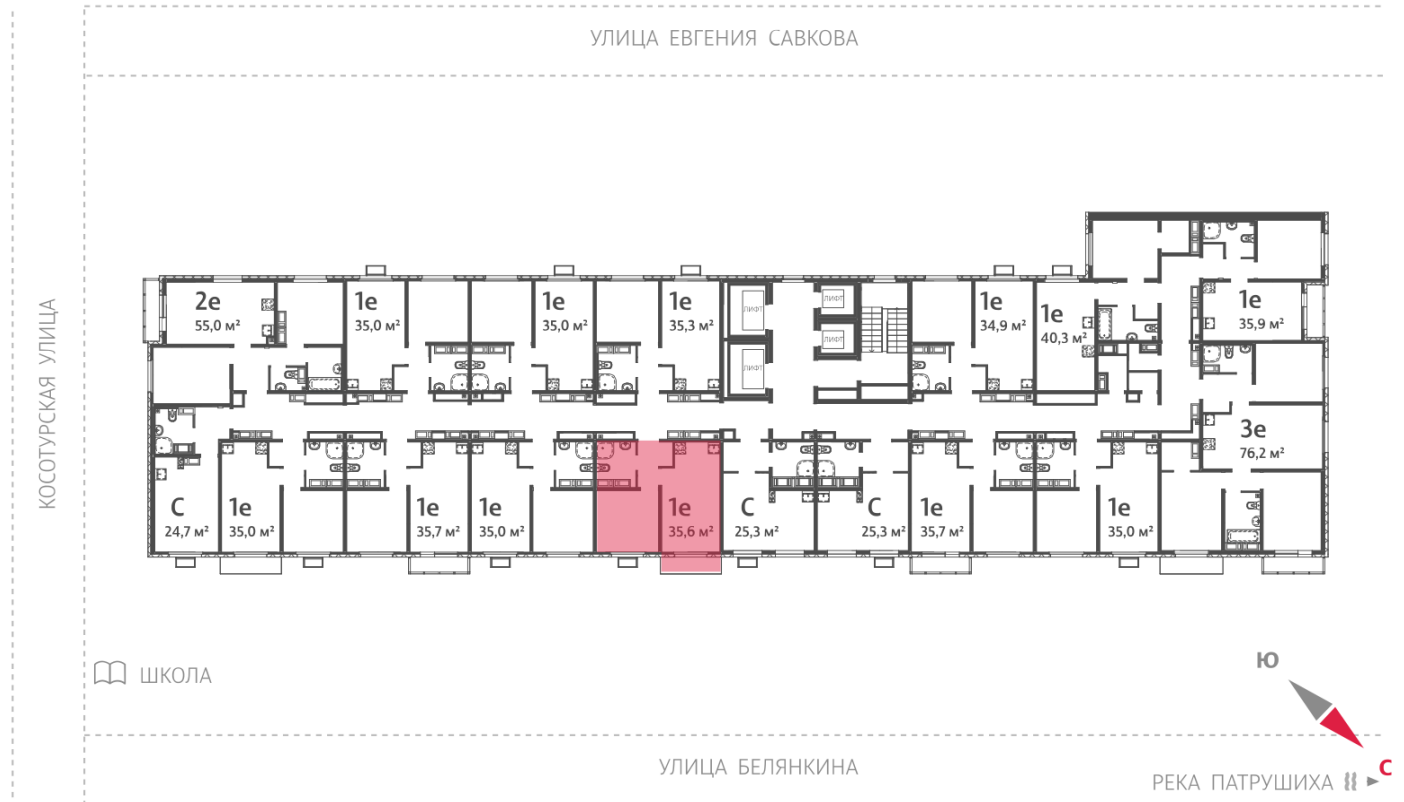 УЛИЦА ЕВГЕНИЯ САВКОВА
КОСОТУРСКАЯ УЛИЦА
2е
55,0 м²
1е
35,0 м²
1е
35,0 м²
1е
35,3 м²
ЛИФТ
ЛИФТ
ЛИФТ
ЛИФТ
1е
34,9 м²
1е
40,3 м²
1е
35,9 м²
3е
76,2 м²
С
24,7 м²
1е
35,0 м²
1е
35,7 м²
1е
35,0 м²
1е
35,6 м²
С
25,3 м²
С
25,3 м²
1е
35,7 м²
1е
35,0 м²
ШКОЛА
Ю
С
УЛИЦА БЕЛЯНКИНА
РЕКА ПАТРУШИХА